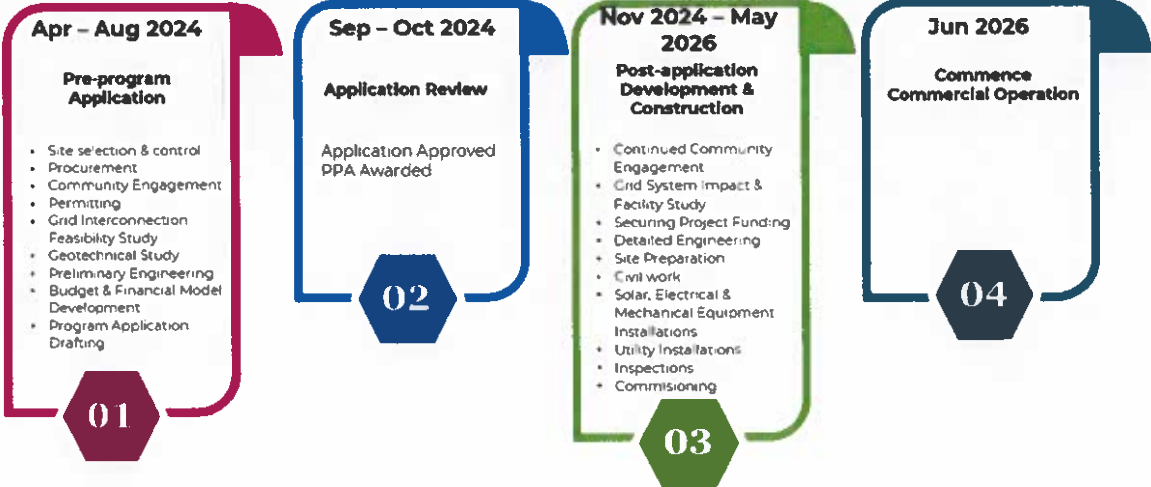 Apr – Aug 2024
Pre-program
Application
• Site selection & control
• Procurement
• Community Engagement
• Permitting
• Grid Interconnection
Feasibility Study
• Geotechnical Study
• Preliminary Engineering
• Budget & Financial Model
Development
• Program Application
Drafting
01
Sep – Oct 2024
Application Review
Application Approved
PPA Awarded
02
Nov 2024 – May
2026
Post-application
Development &
Construction
• Continued Community
Engagement
• Grid System Impact &
Facility Study
• Securing Project Funding
• Detailed Engineering
• Site Preparation
• Civil work
• Solar, Electrical &
Mechanical Equipment
Installations
• Utility Installations
• Inspections
• Commisioning
03
Jun 2026
Commence
Commercial Operation
04